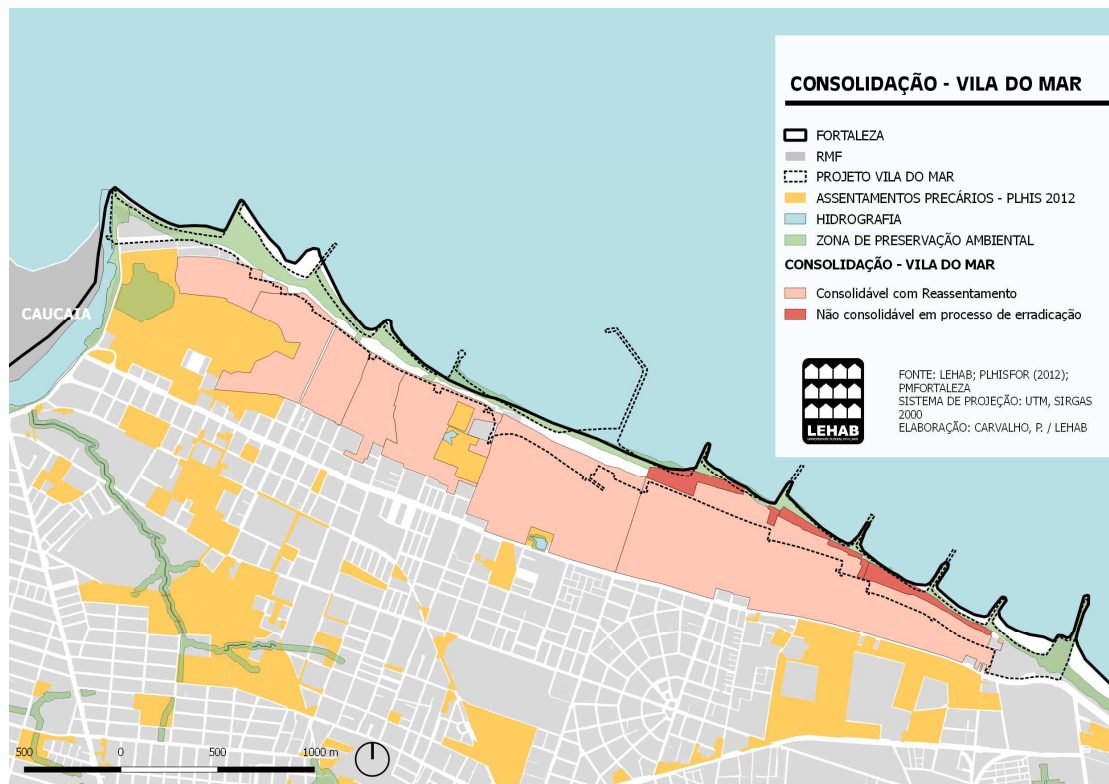 CONSOLIDAÇÃO - VILA DO MAR
FORTALEZA
RMF
PROJETO VILA DO MAR
ASSENTAMENTOS PRECÁRIOS - PLHIS 2012
HIDROGRAFIA
ZONA DE PRESERVAÇÃO AMBIENTAL
CONSOLIDAÇÃO - VILA DO MAR
Consolidável com Reassentamento
Não consolidável em processo de erradicação
LEHAB
FONTE: LEHAB; PLHISFOR (2012);
PMFORTALEZA
SISTEMA DE PROJEÇÃO: UTM, SIRGAS
2000
ELABORAÇÃO: CARVALHO, P. / LEHAB
CAUCAIA
500 0 500 1000 m